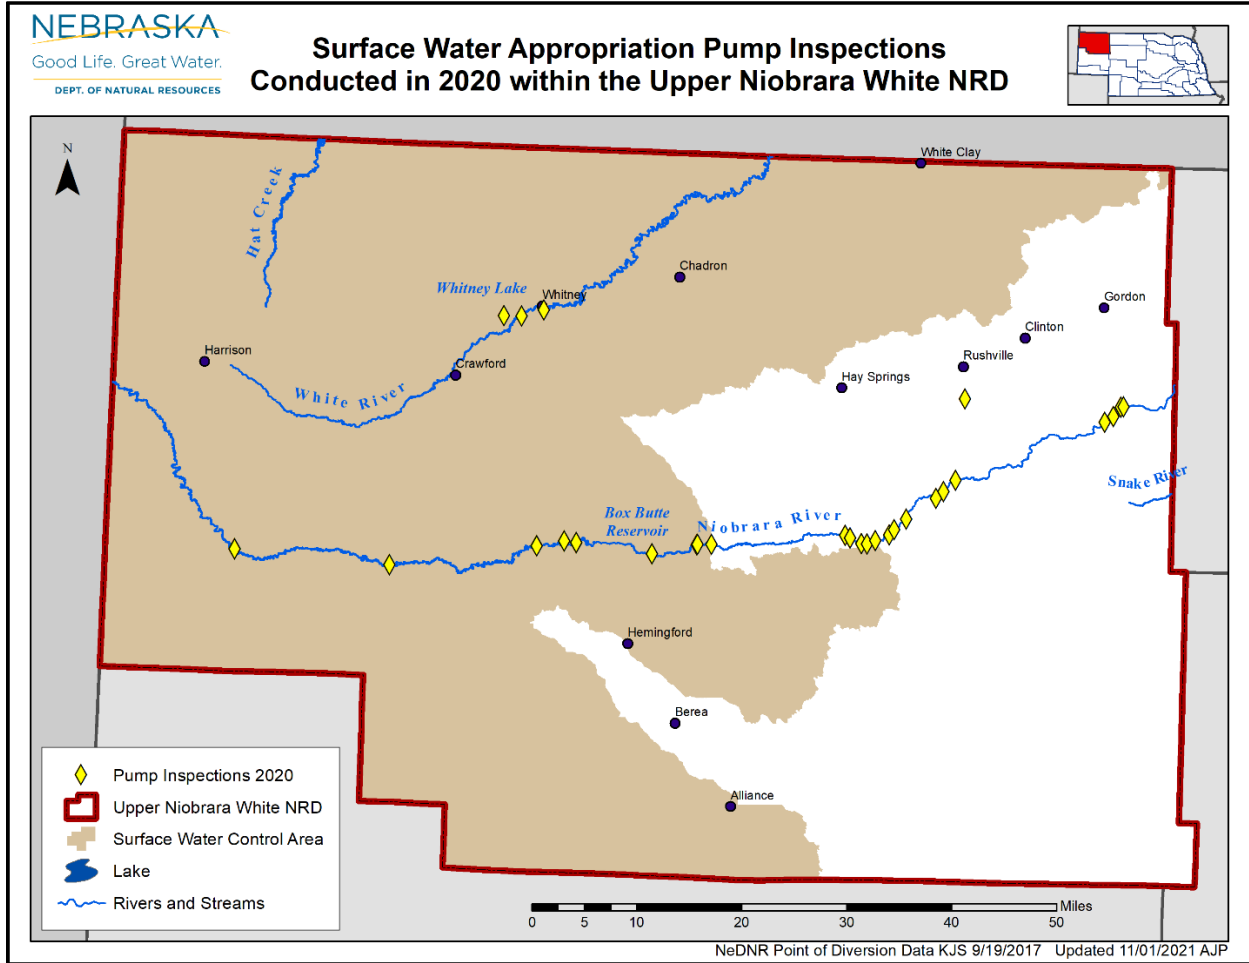 NEBRASKA
Good Life. Great Water.
DEPT. OF NATURAL RESOURCES
Surface Water Appropriation Pump Inspections
Conducted in 2020 within the Upper Niobrara White NRD
N
White Clay
Hat Creek
Chadron
Whitney Lake
Whitney
Gordon
Clinton
Harrison
Crawford
Rushville
Hay Springs
White River
Snake River
Box Butte
Reservoir
Niobrara River
Hemingford
Berea
Alliance
Pump Inspections 2020
Upper Niobrara White NRD
Surface Water Control Area
Lake
Rivers and Streams
Miles
0 5 10 20 30 40 50
NeDNR Point of Diversion Data KJS 9/19/2017 Updated 11/01/2021 AJP